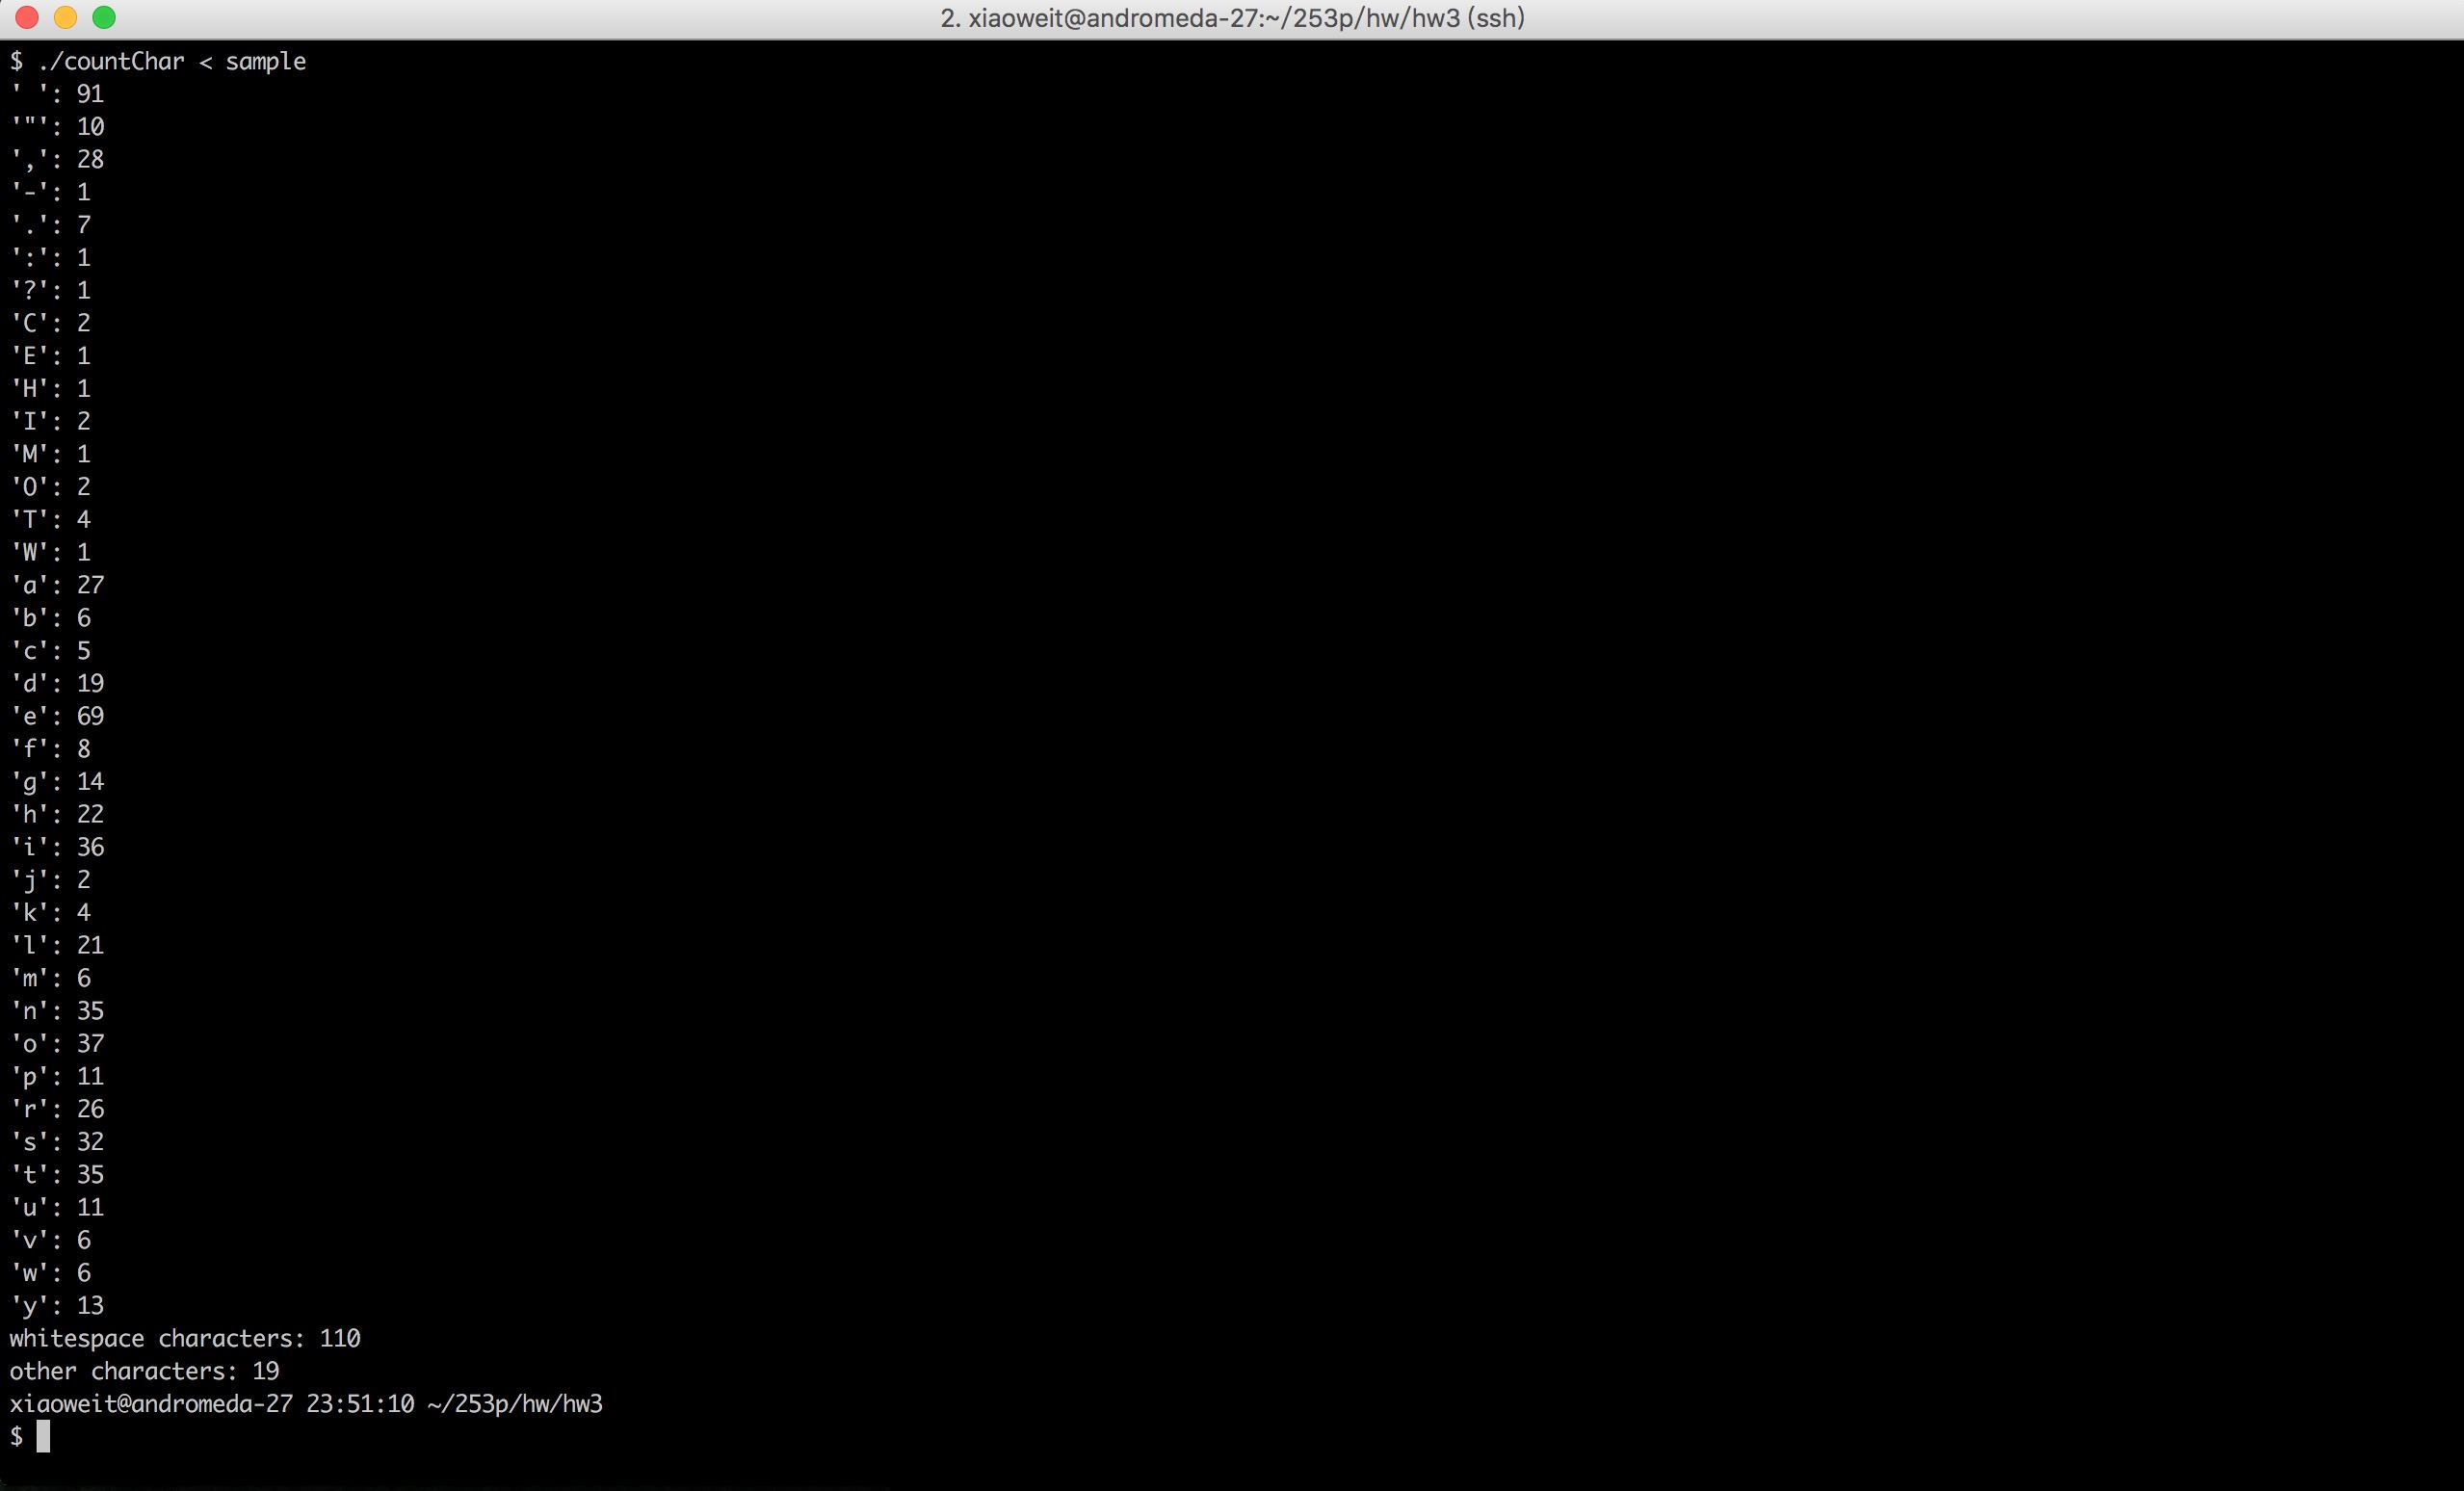 2. xiaoweit@andromeda-27:~/253p/hw/hw3 (ssh)
$ ./countChar < sample
' ': 91
'"': 10
',': 28
'-': 1
'.': 7
':': 1
'?': 1
'C': 2
'E': 1
'H': 1
'I': 2
'M': 1
'O': 2
'T': 4
'W': 1
'a': 27
'b': 6
'c': 5
'd': 19
'e': 69
'f': 8
'g': 14
'h': 22
'i': 36
'j': 2
'k': 4
'l': 21
'm': 6
'n': 35
'o': 37
'p': 11
'r': 26
's': 32
't': 35
'u': 11
'v': 6
'w': 6
'y': 13
whitespace characters: 110
other characters: 19
xiaoweit@andromeda-27 23:51:10 ~/253p/hw/hw3
$